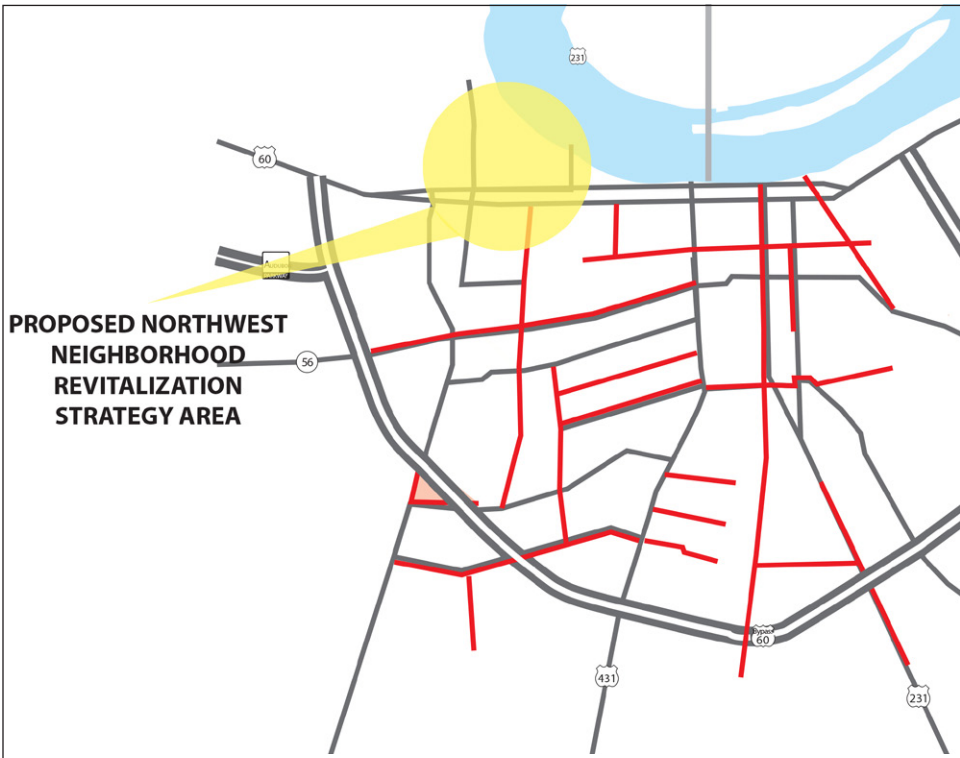 231
60
PROPOSED NORTHWEST
NEIGHBORHOOD
REVITALIZATION
STRATEGY AREA
56
Bypass
60
431
231